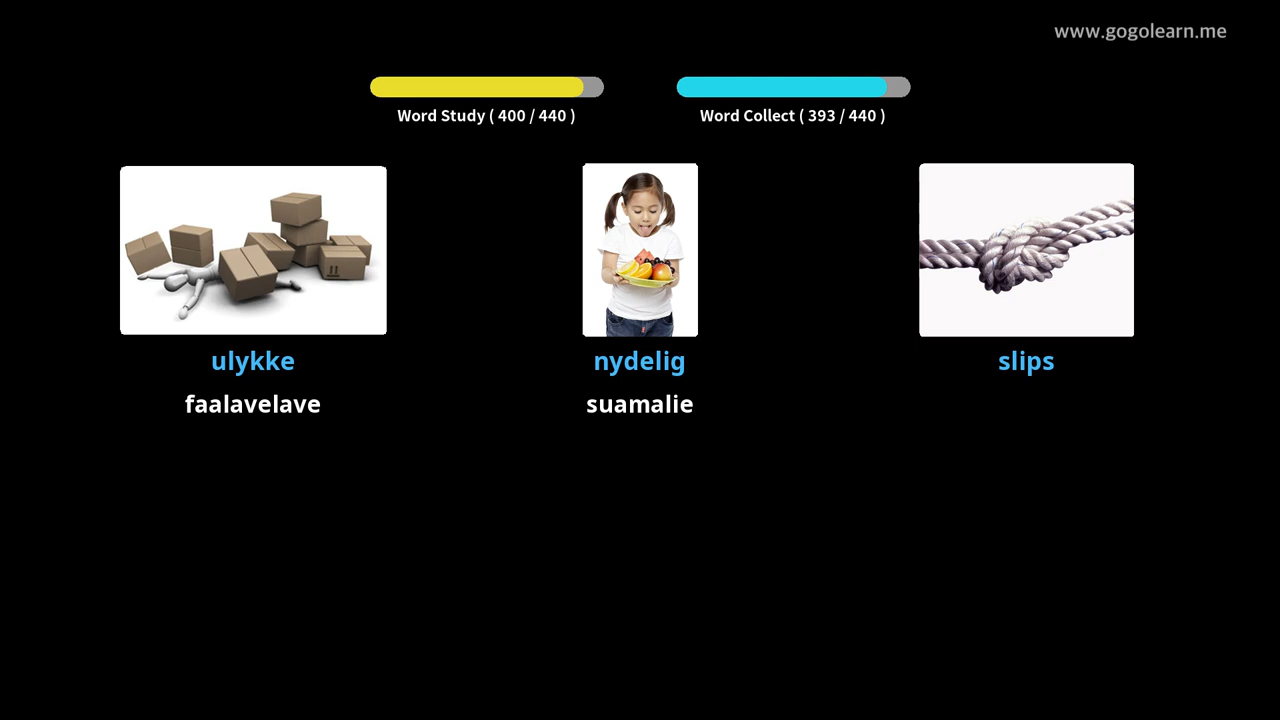 www.gogolearn.me
Word Study ( 400 / 440 )
Word Collect ( 393 / 440 )
ulykke
nydelig
slips
faalavelave
suamalie